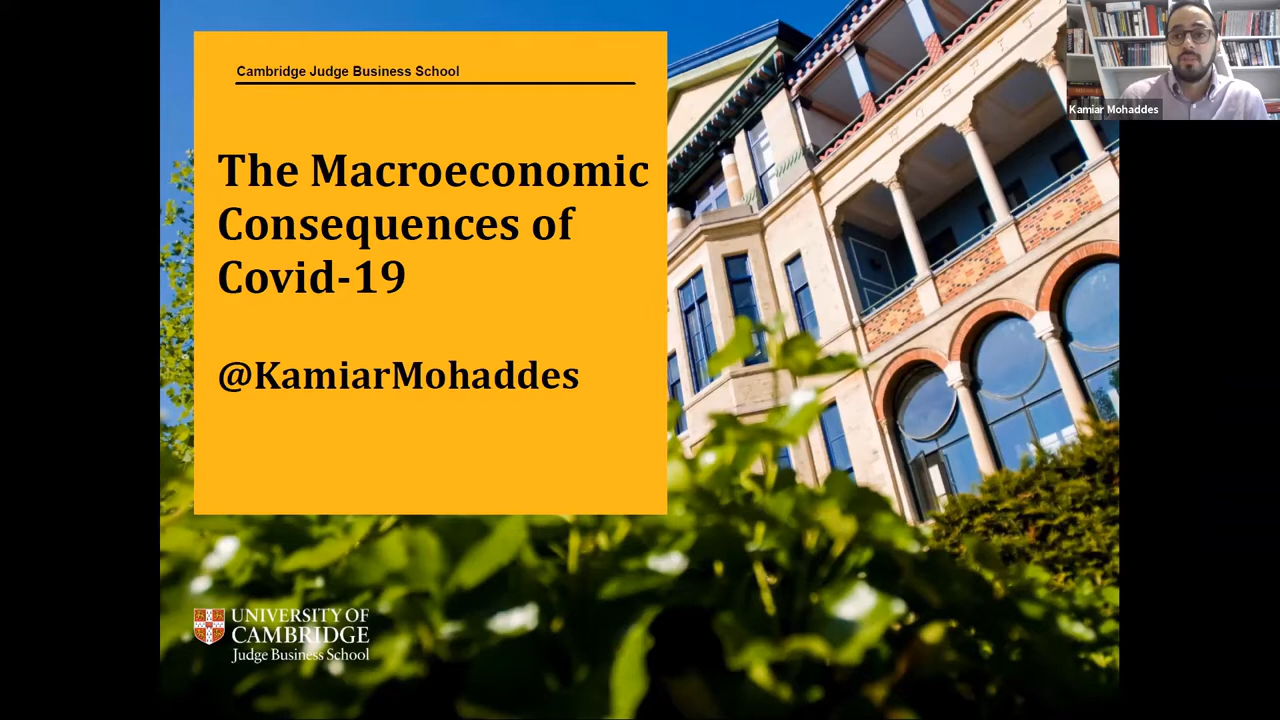 Cambridge Judge Business School
The Macroeconomic
Consequences of
Covid-19
@KamiarMohaddes
Kamiar Mohaddes
UNIVERSITY OF
CAMBRIDGE
Judge Business School